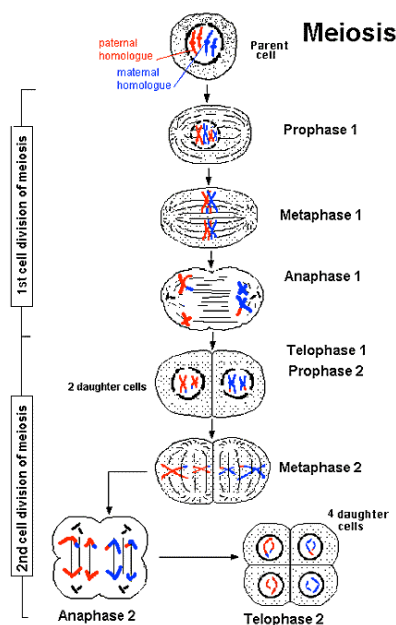 Meiosis
paternal
homologue
maternal
homologue
Parent
cell
1st cell division of meiosis
Prophase 1
Metaphase 1
Anaphase 1
Telophase 1
Prophase 2
2 daughter cells
2nd cell division of meiosis
Metaphase 2
4 daughter
cells
Anaphase 2
Telophase 2